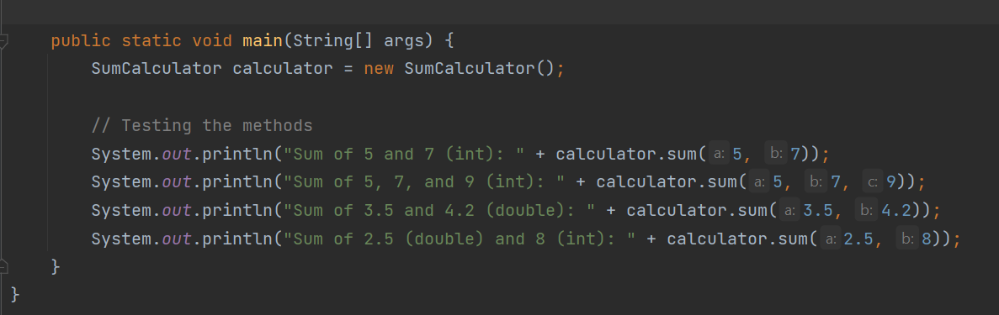 public static void main(String[] args) {
SumCalculator calculator = new SumCalculator();
// Testing the methods
System.out.println("Sum of 5 and 7 (int): " + calculator.sum( a: 5, b: 7));
System.out.println("Sum of 5, 7, and 9 (int): " + calculator.sum( a: 5, b: 7, c: 9));
System.out.println("Sum of 3.5 and 4.2 (double): " + calculator.sum( a: 3.5, b: 4.2));
System.out.println("Sum of 2.5 (double) and 8 (int): " + calculator.sum( a: 2.5, b: 8));
}
}